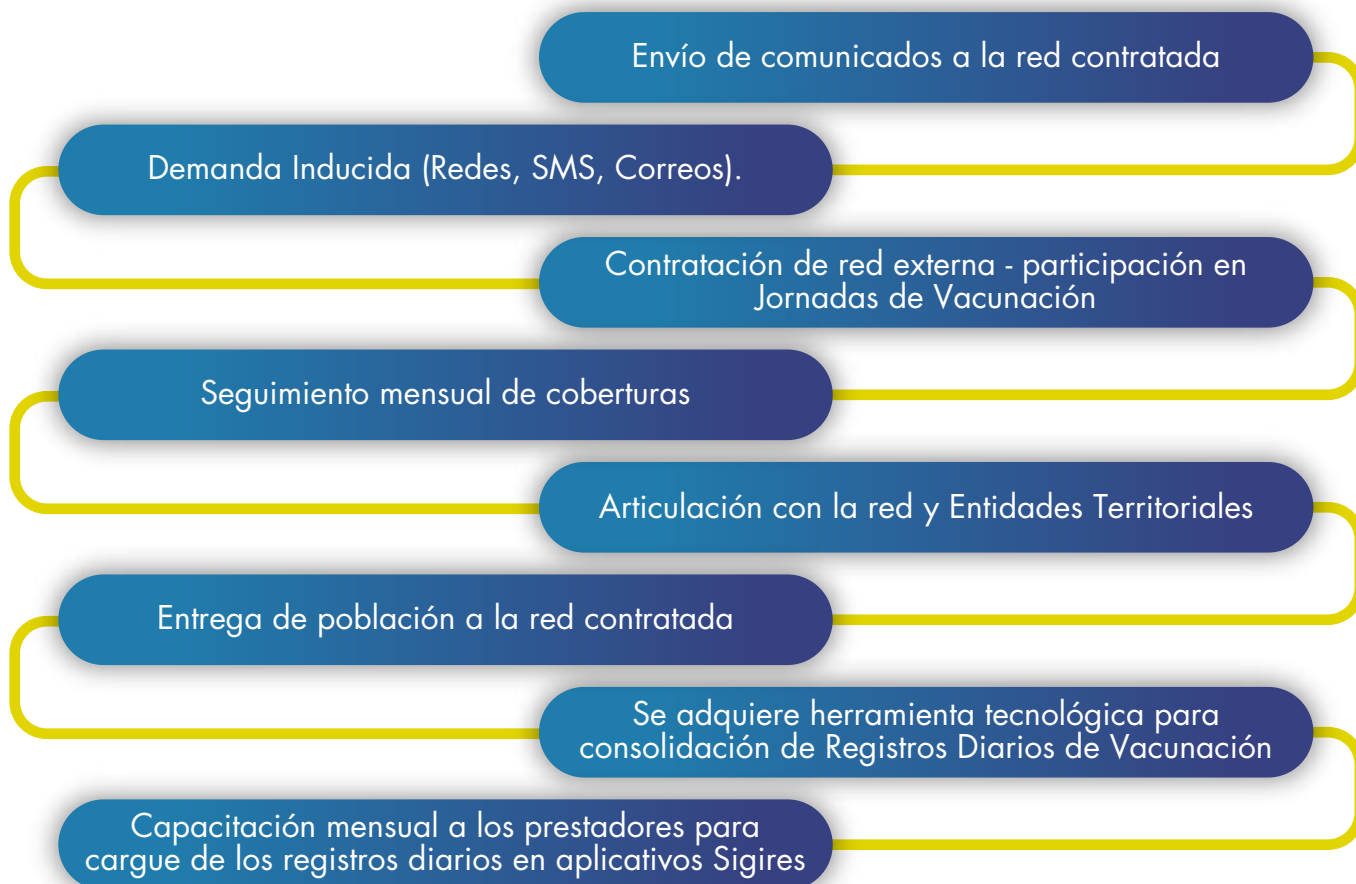 Envío de comunicados a la red contratada
Demanda Inducida (Redes, SMS, Correos).
Contratación de red externa - participación en
Jornadas de Vacunación
Seguimiento mensual de coberturas
Articulación con la red y Entidades Territoriales
Entrega de población a la red contratada
Se adquiere herramienta tecnológica para
consolidación de Registros Diarios de Vacunación
Capacitación mensual a los prestadores para
cargue de los registros diarios en aplicativos Sigires